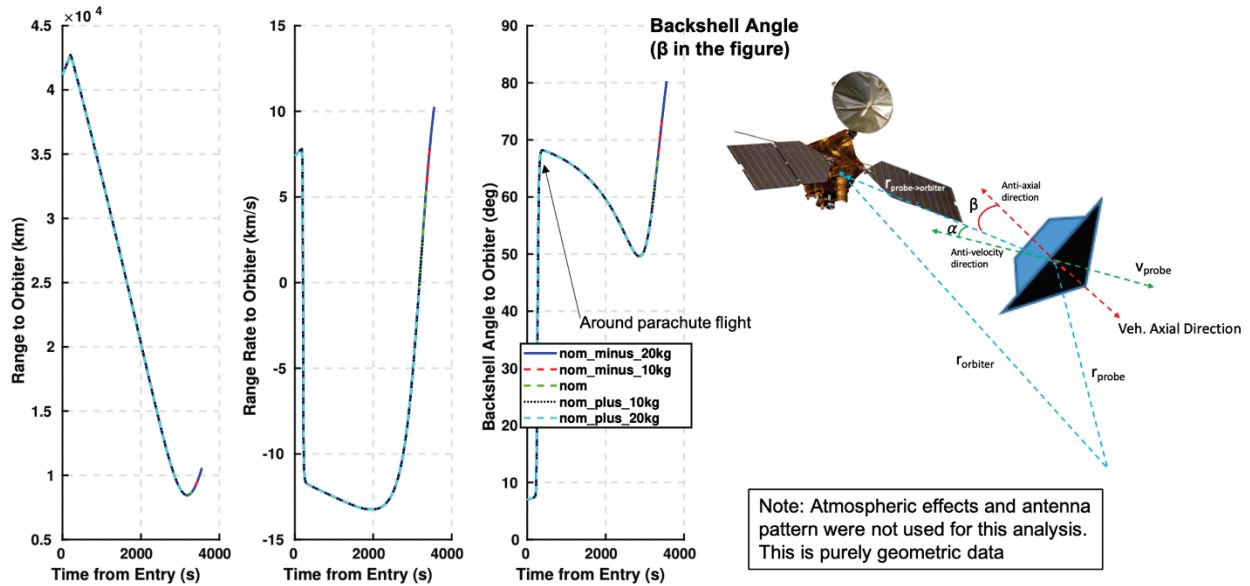 4.5 × 10⁴
4
3.5
3
2.5
2
1.5
1
0.5
0
2000
4000
Range to Orbiter (km)
Time from Entry (s)
15
10
5
0
-5
-10
-15
0
2000
4000
Range Rate to Orbiter (km/s)
Time from Entry (s)
90
80
70
60
50
40
30
20
10
0
0
2000
4000
Backshell Angle to Orbiter (deg)
Time from Entry (s)
Backshell Angle
(β in the figure)
Around parachute flight
nom_minus_20kg
nom_minus_10kg
nom
nom_plus_10kg
nom_plus_20kg
r probe->orbiter
Anti-axial
direction
β
α
Anti-velocity
direction
v probe
Veh. Axial Direction
r orbiter
r probe
Note: Atmospheric effects and antenna
pattern were not used for this analysis.
This is purely geometric data